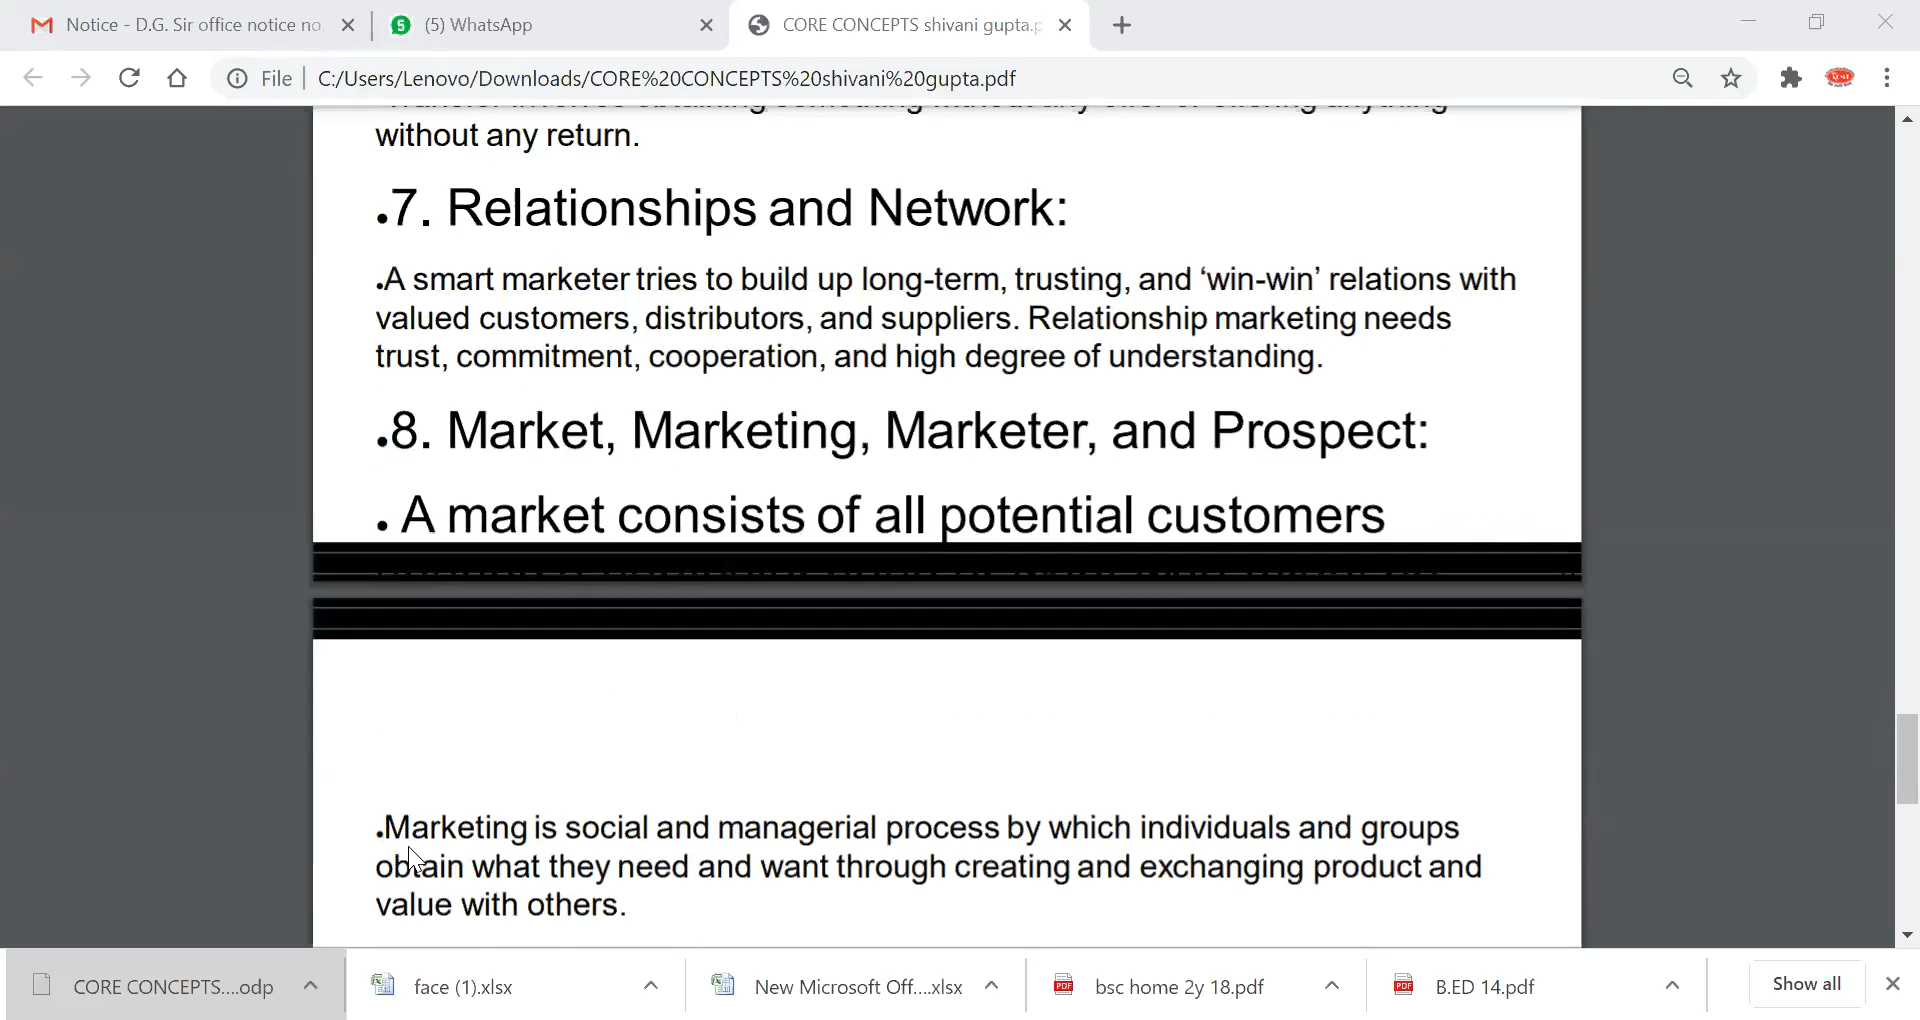 Notice - D.G. Sir office notice no.
(5) WhatsApp
CORE CONCEPTS shivani gupta.p
File
C:/Users/Lenovo/Downloads/CORE%20CONCEPTS%20shivani%20gupta.pdf
without any return.
•7. Relationships and Network:
•A smart marketer tries to build up long-term, trusting, and ‘win-win’ relations with
valued customers, distributors, and suppliers. Relationship marketing needs
trust, commitment, cooperation, and high degree of understanding.
•8. Market, Marketing, Marketer, and Prospect:
• A market consists of all potential customers
•Marketing is social and managerial process by which individuals and groups
obtain what they need and want through creating and exchanging product and
value with others.
CORE CONCEPTS....odp
face (1).xlsx
New Microsoft Off....xlsx
PDF
bsc home 2y 18.pdf
PDF
B.ED 14.pdf
Show all